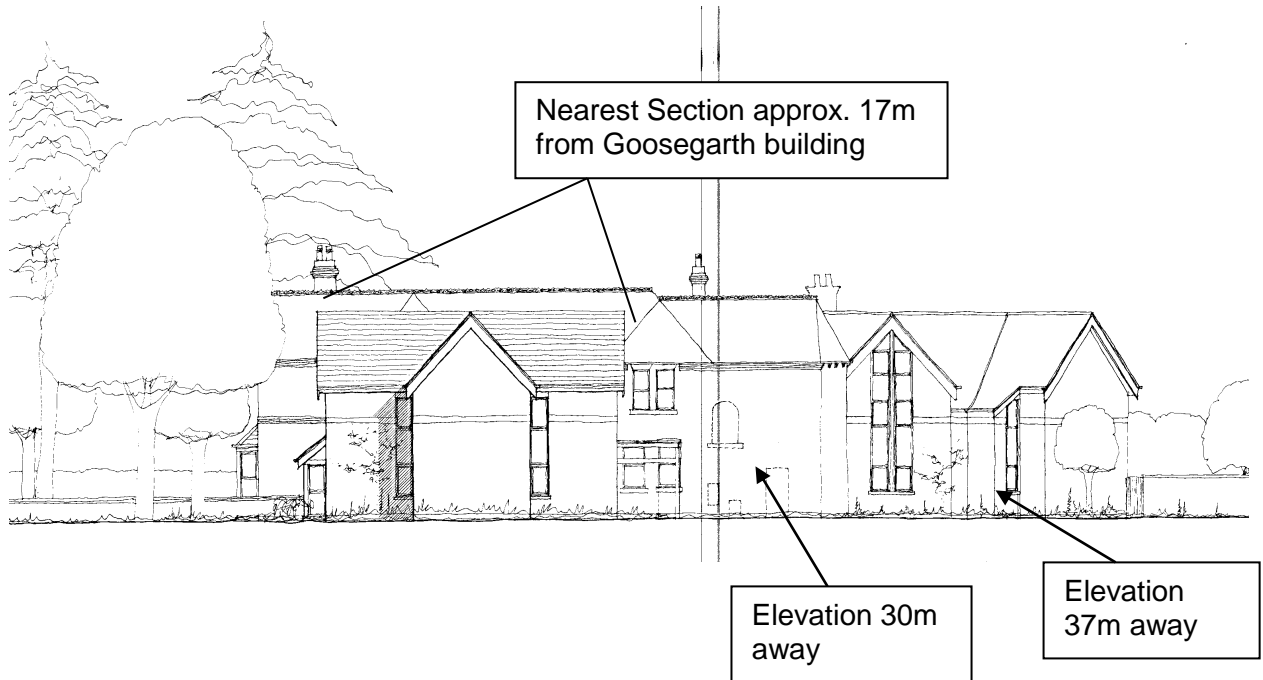 Nearest Section approx. 17m
from Goosegarth building
Elevation 30m
away
Elevation
37m away